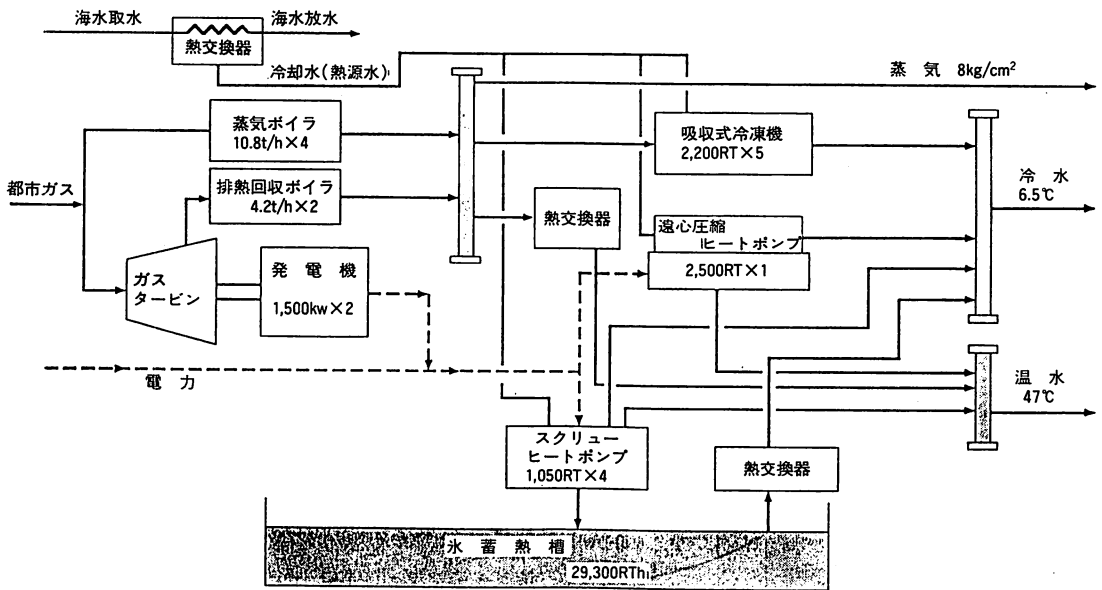 海水取水
海水放水
熱交換器
冷却水(熱源水)
蒸気 8kg/cm²
蒸気ボイラ
10.8t/h×4
吸収式冷凍機
2,200RT×5
都市ガス
排熱回収ボイラ
4.2t/h×2
熱交換器
冷水
6.5℃
遠心圧縮
ヒートポンプ
2,500RT×1
ガス
タービン
発電機
1,500kw×2
電力
温水
47℃
スクリュー
ヒートポンプ
1,050RT×4
熱交換器
氷蓄熱槽
29,300RTh